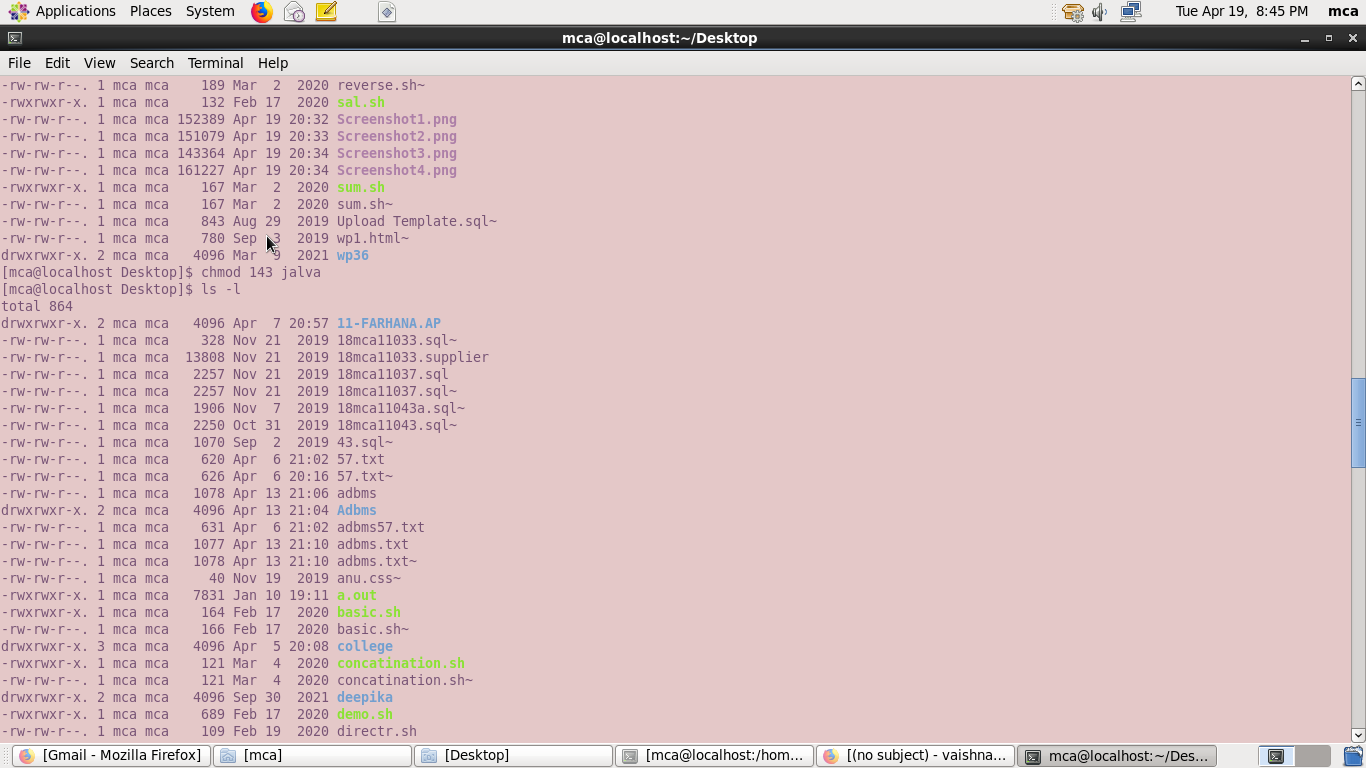 Applications Places System Tue Apr 19, 8:45 PM mca
mca@localhost:~/Desktop
File Edit View Search Terminal Help
-rw-rw-r--. 1 mca mca    189 Mar  2  2020 reverse.sh~
-rwxrwxr-x. 1 mca mca    132 Feb 17  2020 sal.sh
-rw-rw-r--. 1 mca mca 152389 Apr 19 20:32 Screenshot1.png
-rw-rw-r--. 1 mca mca 151079 Apr 19 20:33 Screenshot2.png
-rw-rw-r--. 1 mca mca 143364 Apr 19 20:34 Screenshot3.png
-rw-rw-r--. 1 mca mca 161227 Apr 19 20:34 Screenshot4.png
-rwxrwxr-x. 1 mca mca    167 Mar  2  2020 sum.sh
-rw-rw-r--. 1 mca mca    167 Mar  2  2020 sum.sh~
-rw-rw-r--. 1 mca mca    843 Aug 29  2019 Upload Template.sql~
-rw-rw-r--. 1 mca mca    780 Sep  2019 wp1.html~
drwxrwxr-x. 2 mca mca   4096 Mar  9  2021 wp36
[mca@localhost Desktop]$ chmod 143 jalva
[mca@localhost Desktop]$ ls -l
total 864
drwxrwxr-x. 2 mca mca   4096 Apr  7 20:57 11-FARHANA.AP
-rw-rw-r--. 1 mca mca    328 Nov 21  2019 18mca11033.sql~
-rw-rw-r--. 1 mca mca  13808 Nov 21  2019 18mca11033.supplier
-rw-rw-r--. 1 mca mca   2257 Nov 21  2019 18mca11037.sql
-rw-rw-r--. 1 mca mca   2257 Nov 21  2019 18mca11037.sql~
-rw-rw-r--. 1 mca mca   1906 Nov  7  2019 18mca11043a.sql~
-rw-rw-r--. 1 mca mca   2250 Oct 31  2019 18mca11043.sql~
-rw-rw-r--. 1 mca mca   1070 Sep  2  2019 43.sql~
-rw-rw-r--. 1 mca mca    620 Apr  6 21:02 57.txt
-rw-rw-r--. 1 mca mca    626 Apr  6 20:16 57.txt~
-rw-rw-r--. 1 mca mca   1078 Apr 13 21:06 adbms
drwxrwxr-x. 2 mca mca   4096 Apr 13 21:04 Adbms
-rw-rw-r--. 1 mca mca    631 Apr  6 21:02 adbms57.txt
-rw-rw-r--. 1 mca mca   1077 Apr 13 21:10 adbms.txt
-rw-rw-r--. 1 mca mca   1078 Apr 13 21:10 adbms.txt~
-rw-rw-r--. 1 mca mca     40 Nov 19  2019 anu.css~
-rwxrwxr-x. 1 mca mca   7831 Jan 10 19:11 a.out
-rwxrwxr-x. 1 mca mca    164 Feb 17  2020 basic.sh
-rw-rw-r--. 1 mca mca    166 Feb 17  2020 basic.sh~
drwxrwxr-x. 3 mca mca   4096 Apr  5 20:08 college
-rwxrwxr-x. 1 mca mca    121 Mar  4  2020 concatination.sh
-rw-rw-r--. 1 mca mca    121 Mar  4  2020 concatination.sh~
drwxrwxr-x. 2 mca mca   4096 Sep 30  2021 deepika
-rwxrwxr-x. 1 mca mca    689 Feb 17  2020 demo.sh
-rw-rw-r--. 1 mca mca    109 Feb 19  2020 directr.sh
[Gmail - Mozilla Firefox] [mca] [Desktop] [mca@localhost:/hom... [(no subject) - vaishna... mca@localhost:~/Des...